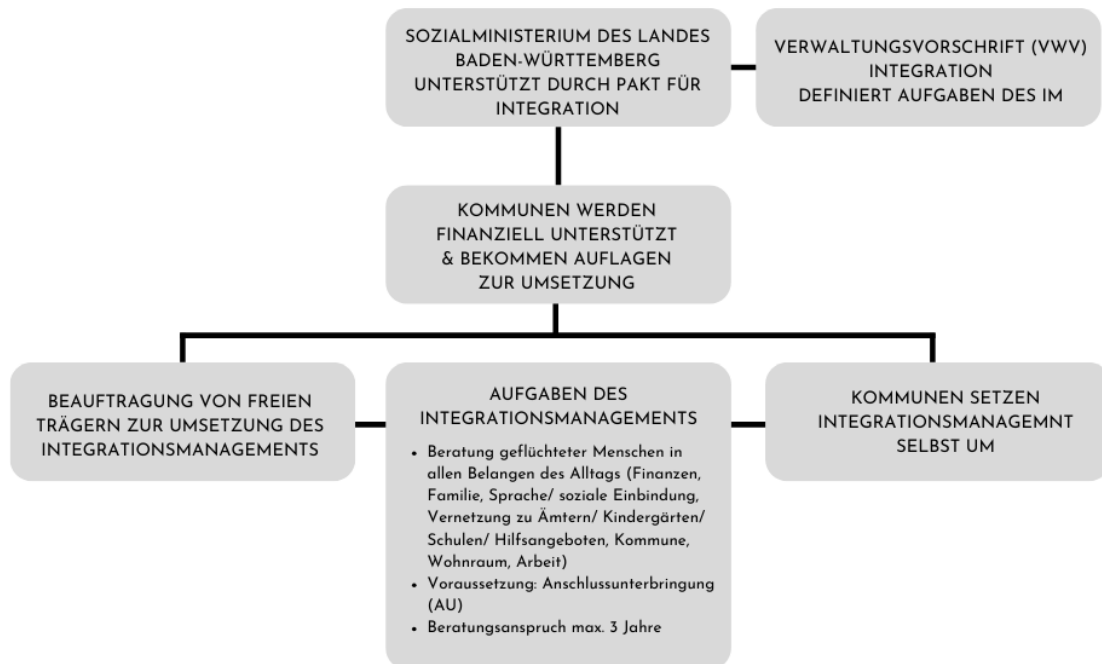 SOZIALMINISTERIUM DES LANDES
BADEN-WÜRTTEMBERG
UNTERSTÜTZT DURCH PAKT FÜR
INTEGRATION
VERWALTUNGSVORSCHRIFT (VWV)
INTEGRATION
DEFINIERT AUFGABEN DES IM
KOMMUNEN WERDEN
FINANZIELL UNTERSTÜTZT
& BEKOMMEN AUFLAGEN
ZUR UMSETZUNG
BEAUFTRAGUNG VON FREIEN
TRÄGERN ZUR UMSETZUNG DES
INTEGRATIONSMANAGEMENTS
AUFGABEN DES
INTEGRATIONSMANAGEMENTS
• Beratung geflüchteter Menschen in
allen Belangen des Alltags (Finanzen,
Familie, Sprache/ soziale Einbindung,
Vernetzung zu Ämtern/ Kindergärten/
Schulen/ Hilfsangeboten, Kommune,
Wohnraum, Arbeit)
• Voraussetzung: Anschlussunterbringung
(AU)
• Beratungsanspruch max. 3 Jahre
KOMMUNEN SETZEN
INTEGRATIONSMANAGEMNT
SELBST UM